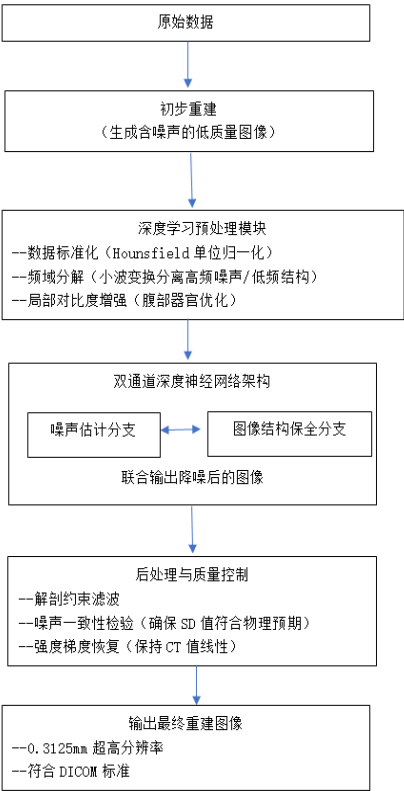 原始数据
初步重建
（生成含噪声的低质量图像）
深度学习预处理模块
--数据标准化（Hounsfield 单位归一化）
--频域分解（小波变换分离高频噪声/低频结构）
--局部对比度增强（腹部器官优化）
双通道深度神经网络架构
噪声估计分支
图像结构保全分支
联合输出降噪后的图像
后处理与质量控制
--解剖约束滤波
--噪声一致性检验（确保 SD 值符合物理预期）
--强度梯度恢复（保持 CT 值线性）
输出最终重建图像
--0.3125mm 超高分辨率
--符合 DICOM 标准